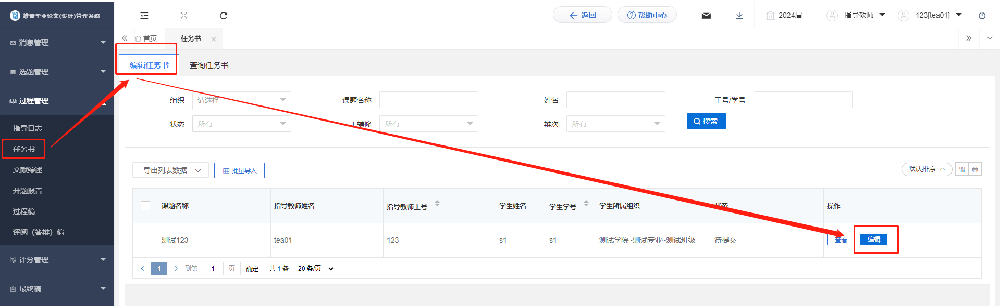 VG
MS
维普毕业论文(设计)管理系统
返回
帮助中心
2024届
指导教师
123[tea01]
消息管理
选题管理
过程管理
指导日志
任务书
文献综述
开题报告
过程稿
评阅（答辩）稿
评分管理
最终稿
首页
任务书
编辑任务书
查询任务书
组织
请选择
课题名称
姓名
工号/学号
状态
所有
主辅修
所有
辩次
所有
搜索
导出列表数据
批量导入
默认排序
课题名称
指导教师姓名
指导教师工号
学生姓名
学生学号
学生所属组织
状态
操作
测试123
tea01
123
s1
s1
测试学院~测试专业~测试班级
待提交
查看
编辑
1
到第
1
页
确定
共 1 条
20 条/页